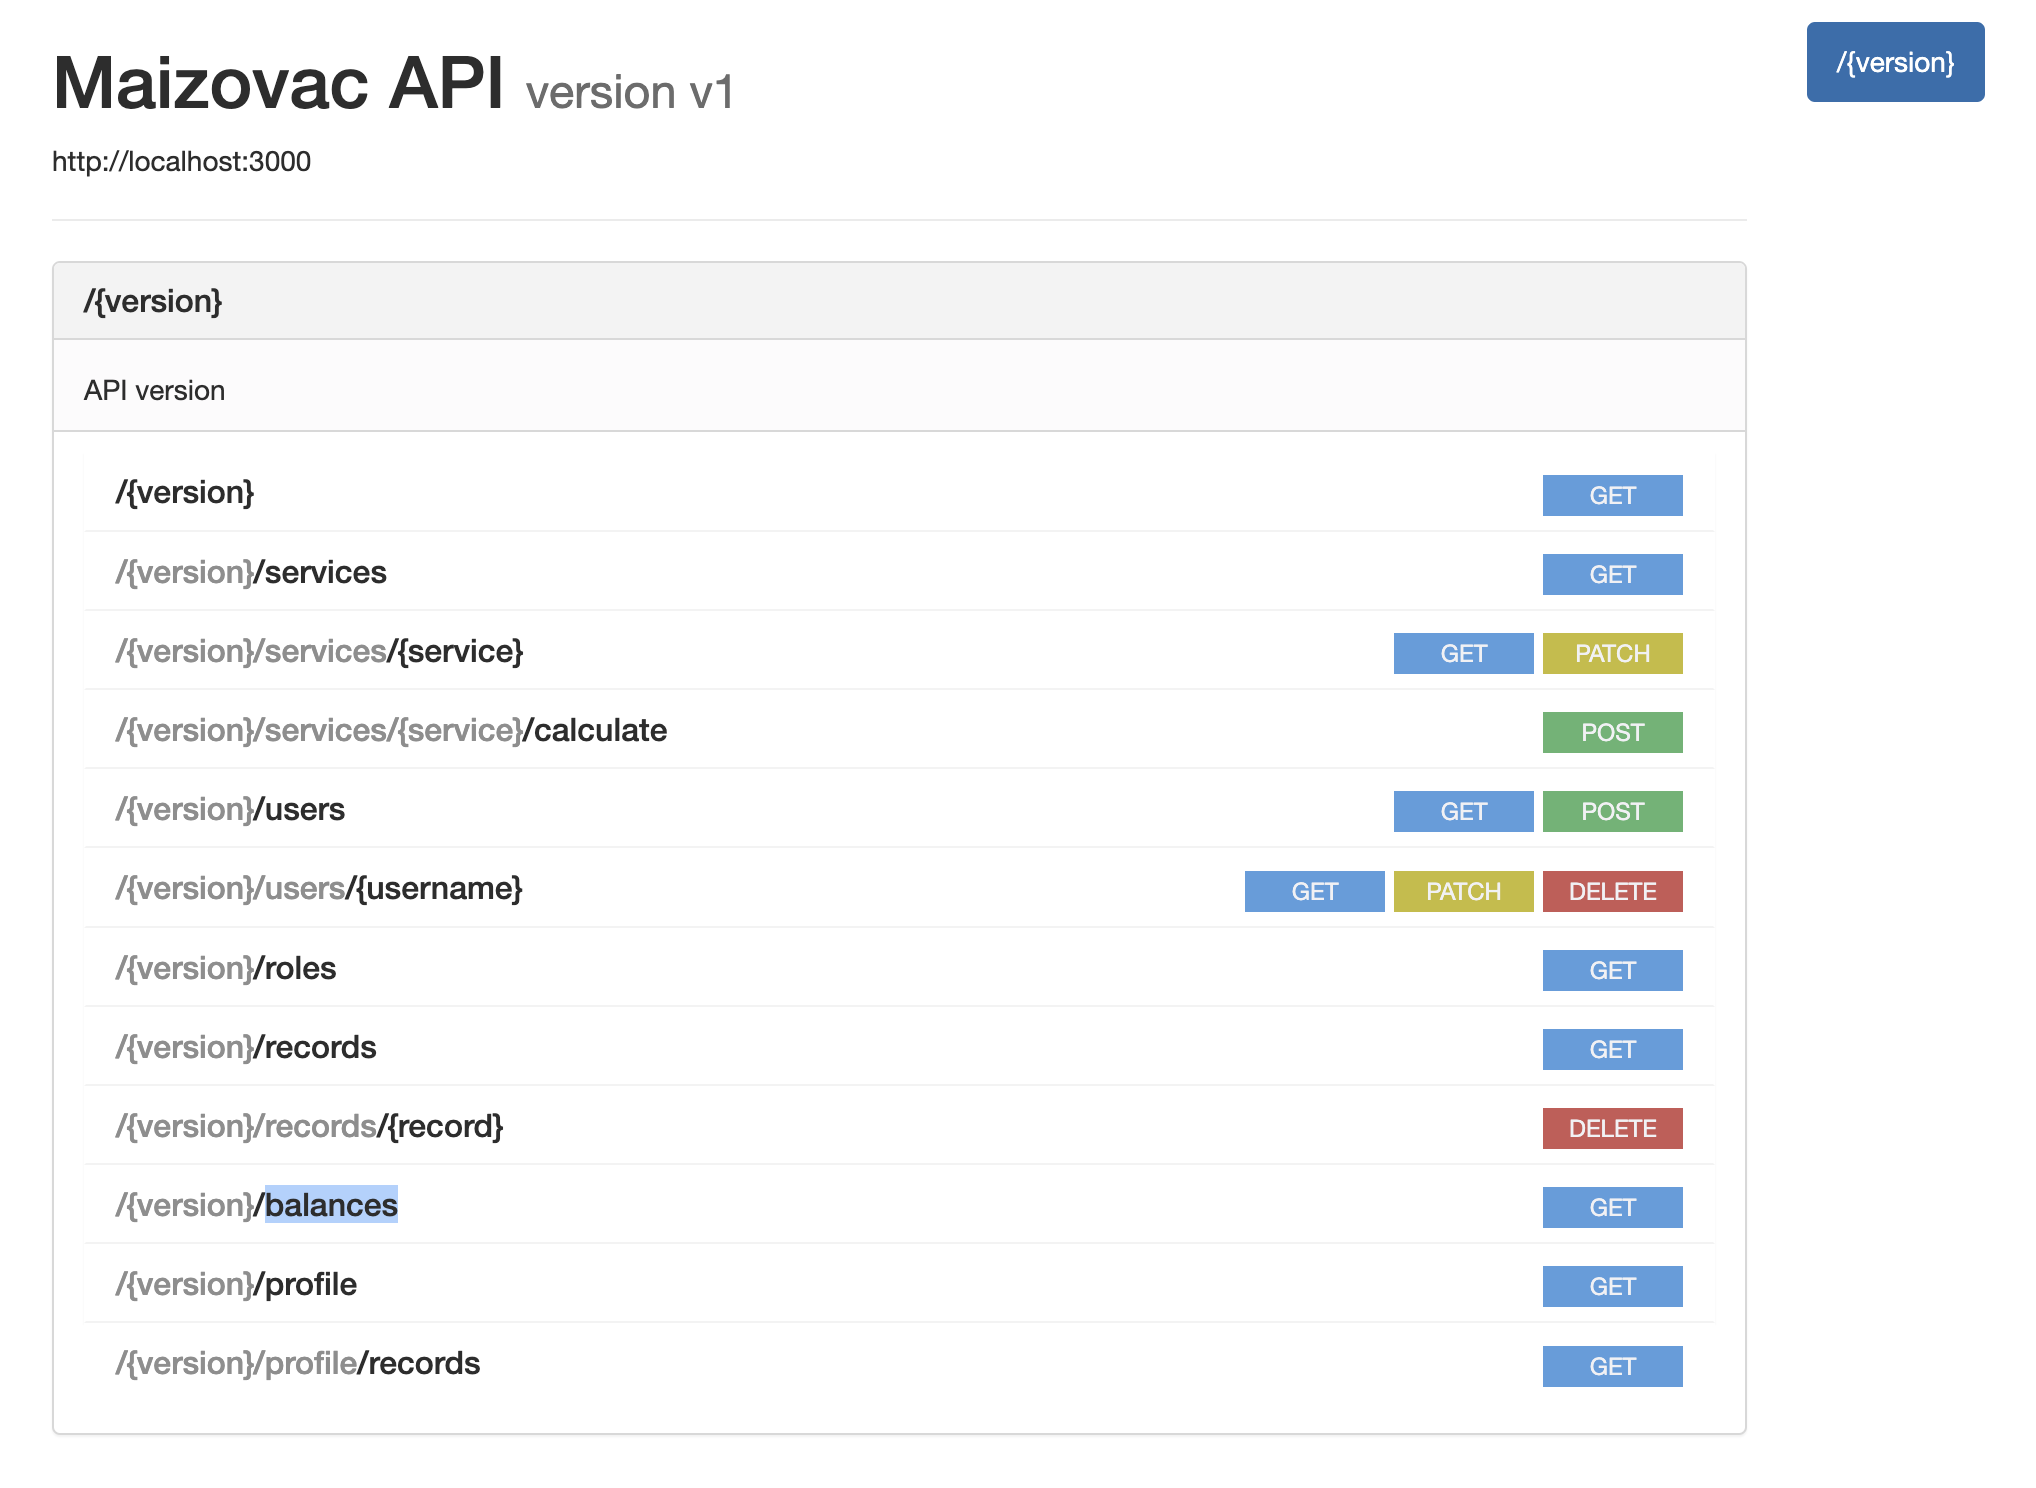 Maizovac API version v1
/{version}
http://localhost:3000
/{version}
API version
/{version} GET
/{version}/services GET
/{version}/services/{service} GET PATCH
/{version}/services/{service}/calculate POST
/{version}/users GET POST
/{version}/users/{username} GET PATCH DELETE
/{version}/roles GET
/{version}/records GET
/{version}/records/{record} DELETE
/{version}/balances GET
/{version}/profile GET
/{version}/profile/records GET